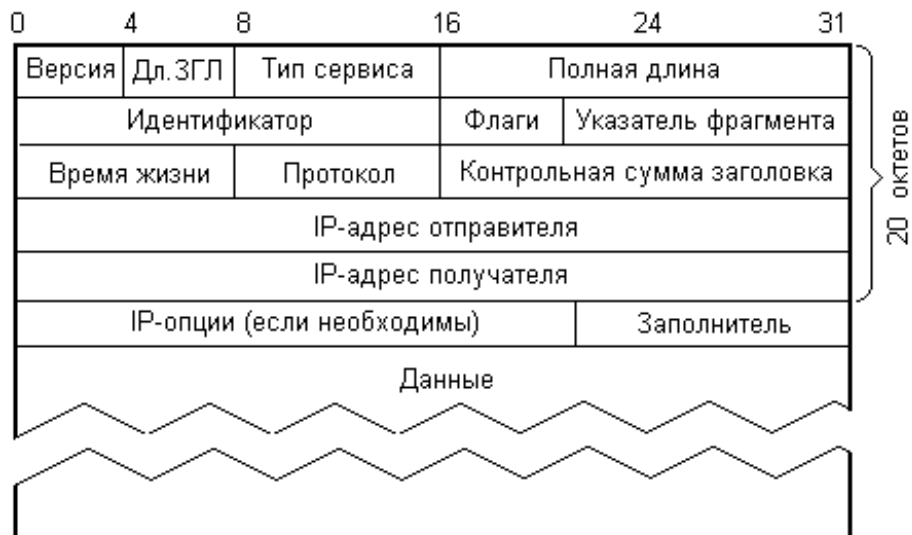 0 4 8 16 24 31
Версия Дл.ЗГЛ Тип сервиса Полная длина
Идентификатор Флаги Указатель фрагмента
Время жизни Протокол Контрольная сумма заголовка
IP-адрес отправителя
IP-адрес получателя
20 октетов
IP-опции (если необходимы) Заполнитель
Данные